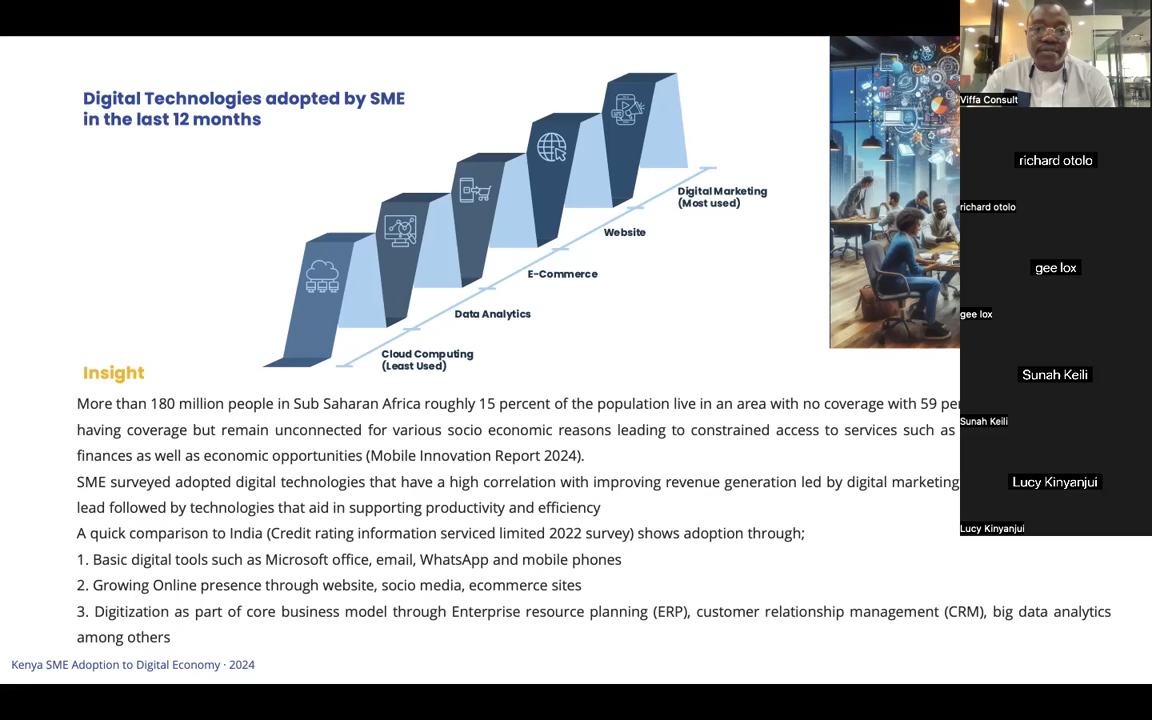 Digital Technologies adopted by SME
in the last 12 months
Digital Marketing
(Most used)
Website
E-Commerce
Data Analytics
Cloud Computing
(Least Used)
Insight
More than 180 million people in Sub Saharan Africa roughly 15 percent of the population live in an area with no coverage with 59
having coverage but remain unconnected for various socio economic reasons leading to constrained access to services such as
finances as well as economic opportunities (Mobile Innovation Report 2024).
SME surveyed adopted digital technologies that have a high correlation with improving revenue generation led by digital marketing
lead followed by technologies that aid in supporting productivity and efficiency
A quick comparison to India (Credit rating information serviced limited 2022 survey) shows adoption through;
1. Basic digital tools such as Microsoft office, email, WhatsApp and mobile phones
2. Growing Online presence through website, socio media, ecommerce sites
3. Digitization as part of core business model through Enterprise resource planning (ERP), customer relationship management (CRM), big data analytics
among others
Kenya SME Adoption to Digital Economy · 2024
Viffa Consult
richard otolo
richard otolo
gee lox
gee lox
Sunah Keili
Sunah Keili
Lucy Kinyanjui
Lucy Kinyanjui